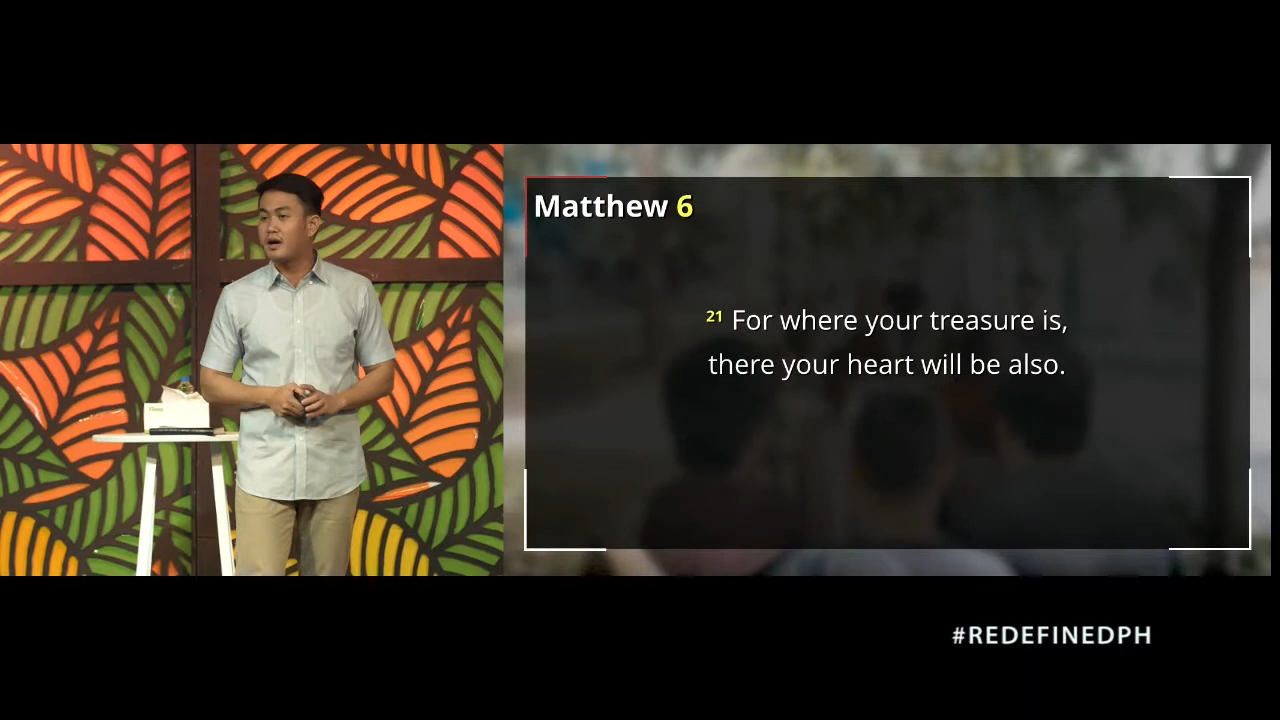 Matthew 6
21 For where your treasure is,
there your heart will be also.
#REDEFINEDPH